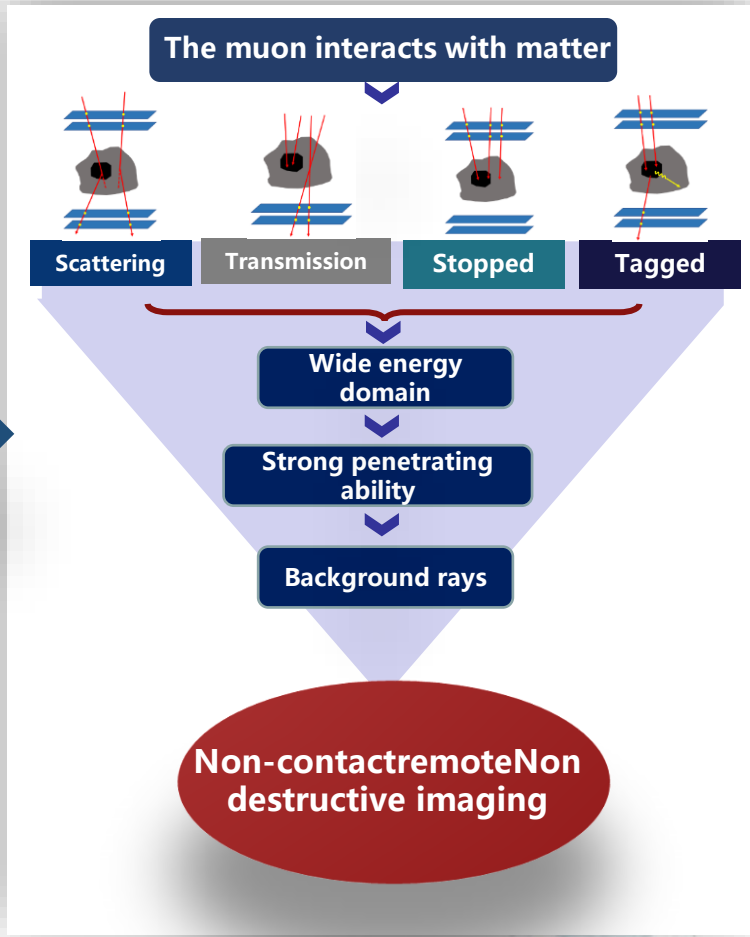 The muon interacts with matter
Scattering
Transmission
Stopped
Tagged
Wide energy
domain
Strong penetrating
ability
Background rays
Non-contactremoteNon
destructive imaging